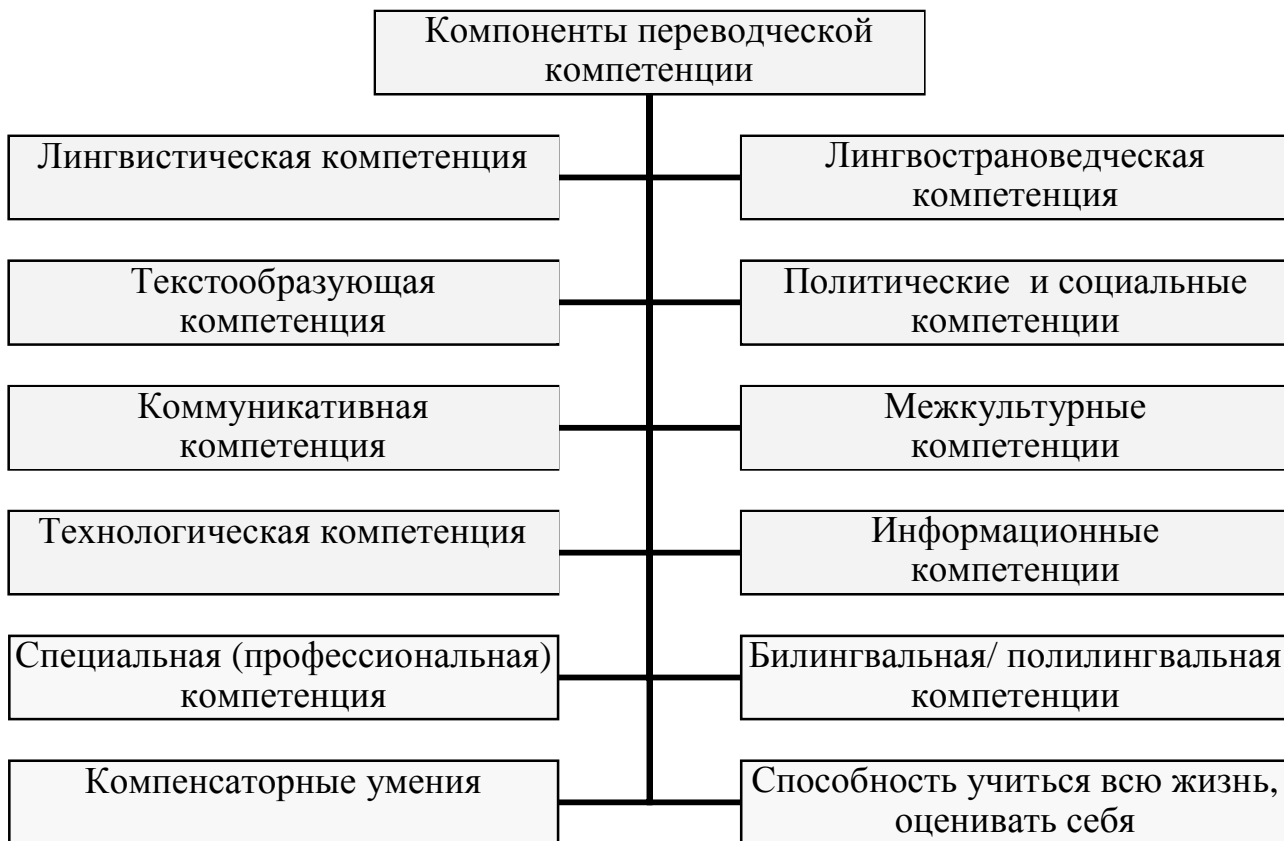 Компоненты переводческой
компетенции
Лингвистическая компетенция
Лингвострановедческая
компетенция
Текстообразующая
компетенция
Политические  и социальные
компетенции
Коммуникативная
компетенция
Межкультурные
компетенции
Технологическая компетенция
Информационные
компетенции
Специальная (профессиональная)
компетенция
Билингвальная/ полилингвальная
компетенции
Компенсаторные умения
Способность учиться всю жизнь,
оценивать себя